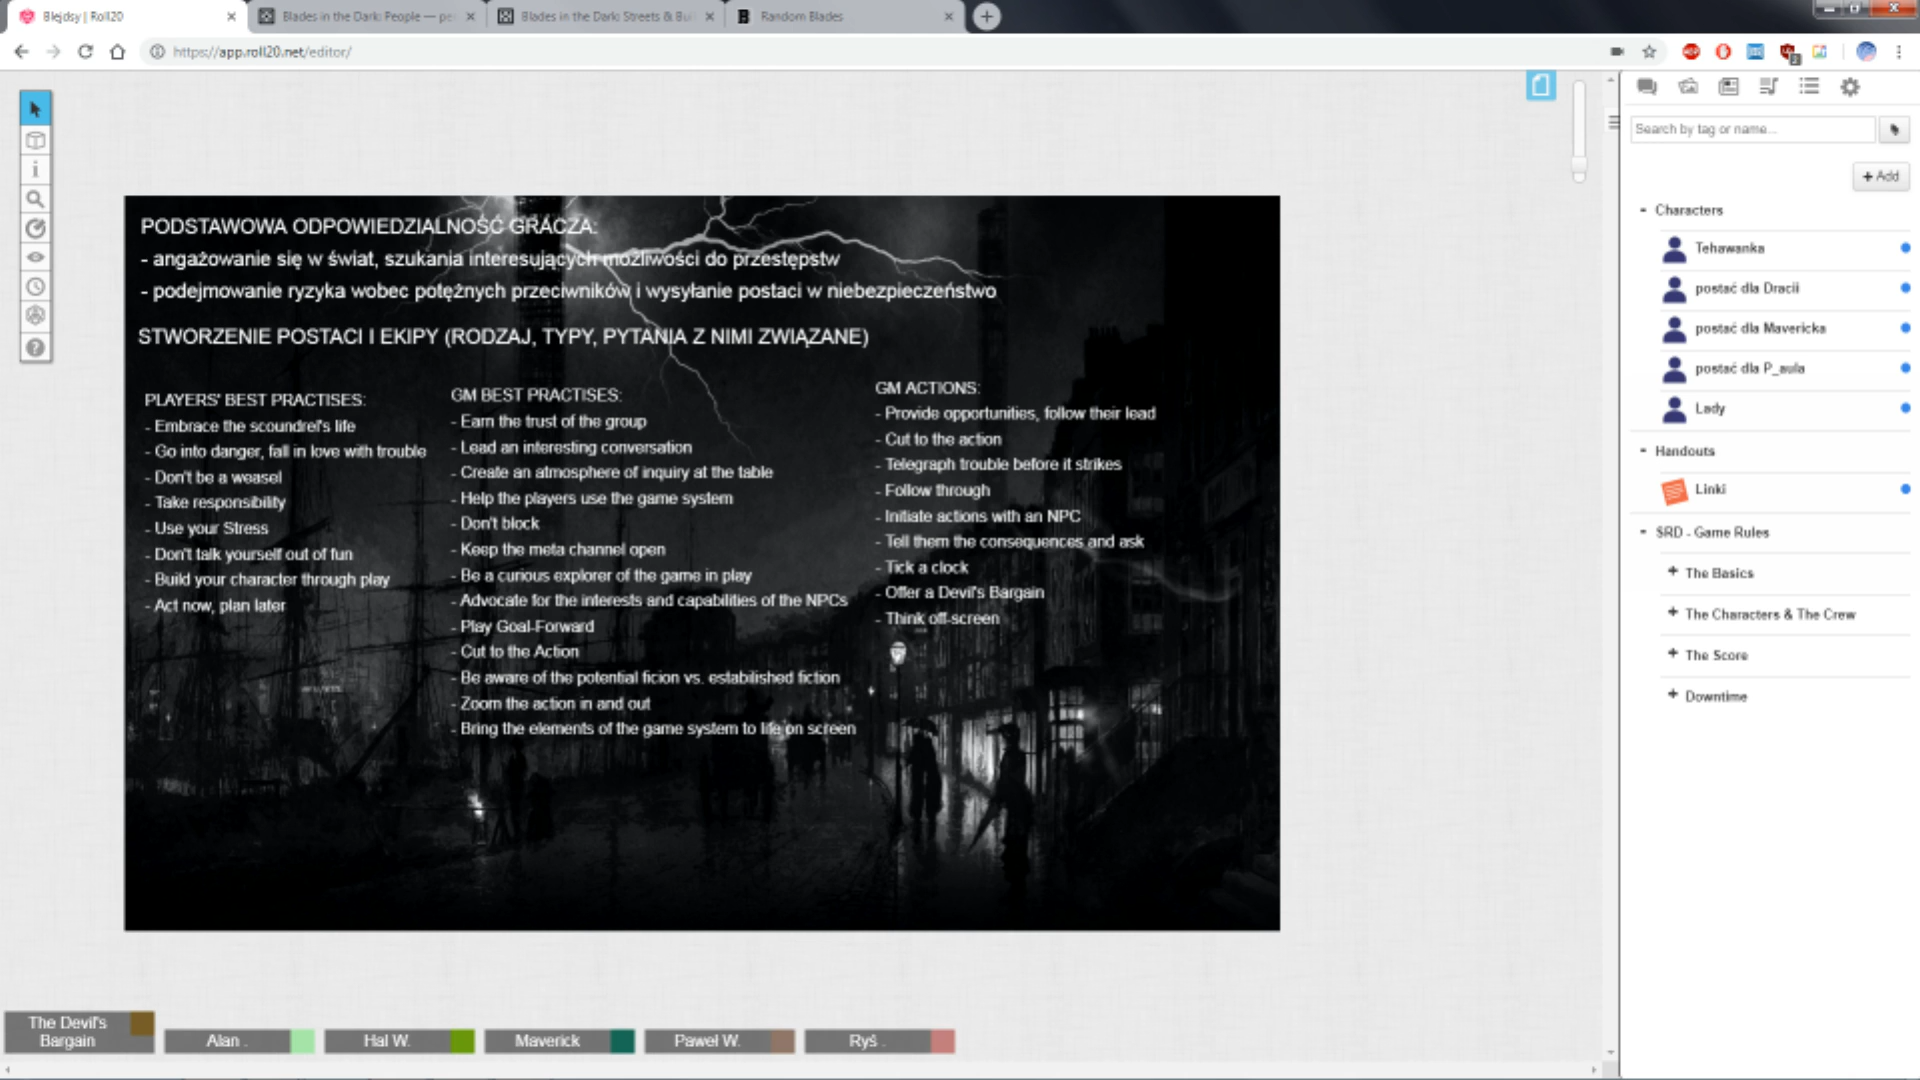 Blejdsy | Roll20
Blades in the Dark: People — pe
Blades in the Dark: Streets & Bui
Random Blades
https://app.roll20.net/editor/
Search by tag or name...
+ Add
Characters
Tehawanka
postać dla Dracii
postać dla Mavericka
postać dla P_aula
Lady
Handouts
Linki
SRD - Game Rules
The Basics
The Characters & The Crew
The Score
Downtime
PODSTAWOWA ODPOWIEDZIALNOŚĆ GRACZA:
- angażowanie się w świat, szukania interesujących możliwości do przestępstw
- podejmowanie ryzyka wobec potężnych przeciwników i wysyłanie postaci w niebezpieczeństwo
STWORZENIE POSTACI I EKIPY (RODZAJ, TYPY, PYTANIA Z NIMI ZWIĄZANE)
PLAYERS' BEST PRACTISES:
- Embrace the scoundrel's life
- Go into danger, fall in love with trouble
- Don't be a weasel
- Take responsibility
- Use your Stress
- Don't talk yourself out of fun
- Build your character through play
- Act now, plan later
GM BEST PRACTISES:
- Earn the trust of the group
- Lead an interesting conversation
- Create an atmosphere of inquiry at the table
- Help the players use the game system
- Don't block
- Keep the meta channel open
- Be a curious explorer of the game in play
- Advocate for the interests and capabilities of the NPCs
- Play Goal-Forward
- Cut to the Action
- Be aware of the potential ficion vs. estabilished fiction
- Zoom the action in and out
- Bring the elements of the game system to life on screen
GM ACTIONS:
- Provide opportunities, follow their lead
- Cut to the action
- Telegraph trouble before it strikes
- Follow through
- Initiate actions with an NPC
- Tell them the consequences and ask
- Tick a clock
- Offer a Devil's Bargain
- Think off-screen
The Devil's
Bargain
Alan .
Hal W.
Maverick
Paweł W.
Ryś .